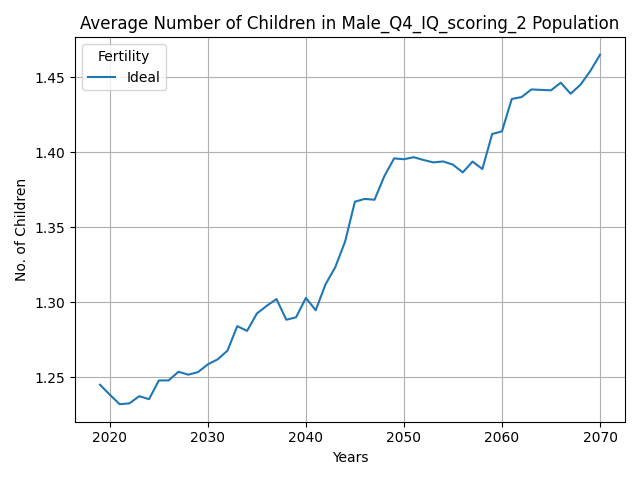 Average Number of Children in Male_Q4_IQ_scoring_2 Population
Fertility
Ideal
1.45
1.40
1.35
1.30
1.25
No. of Children
2020 2030 2040 2050 2060 2070
Years